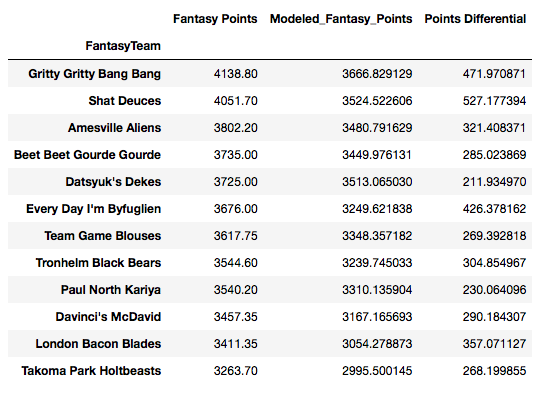 Fantasy Points Modeled_Fantasy_Points Points Differential
FantasyTeam
Gritty Gritty Bang Bang 4138.80 3666.829129 471.970871
Shat Deuces 4051.70 3524.522606 527.177394
Amesville Aliens 3802.20 3480.791629 321.408371
Beet Beet Gourde Gourde 3735.00 3449.976131 285.023869
Datsyuk's Dekes 3725.00 3513.065030 211.934970
Every Day I'm Byfuglien 3676.00 3249.621838 426.378162
Team Game Blouses 3617.75 3348.357182 269.392818
Tronhelm Black Bears 3544.60 3239.745033 304.854967
Paul North Kariya 3540.20 3310.135904 230.064096
Davinci's McDavid 3457.35 3167.165693 290.184307
London Bacon Blades 3411.35 3054.278873 357.071127
Takoma Park Holtbeasts 3263.70 2995.500145 268.199855